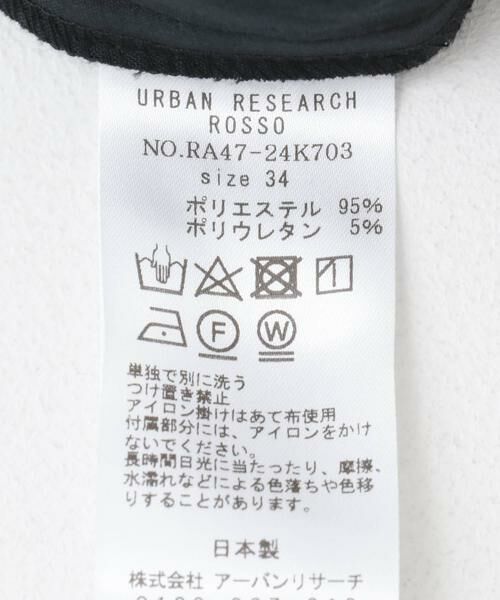 URBAN RESEARCH
ROSSO
NO.RA47-24K703
size 34
ポリエステル 95%
ポリウレタン 5%
F W
単独で別に洗う
つけ置き禁止
アイロン掛けはあて布使用
付属部分には、アイロンをかけ
ないでください。
長時間日光に当たったり、摩擦、
水濡れなどによる色落ちや色移
りすることがあります。
日本製
株式会社 アーバンリサーチ